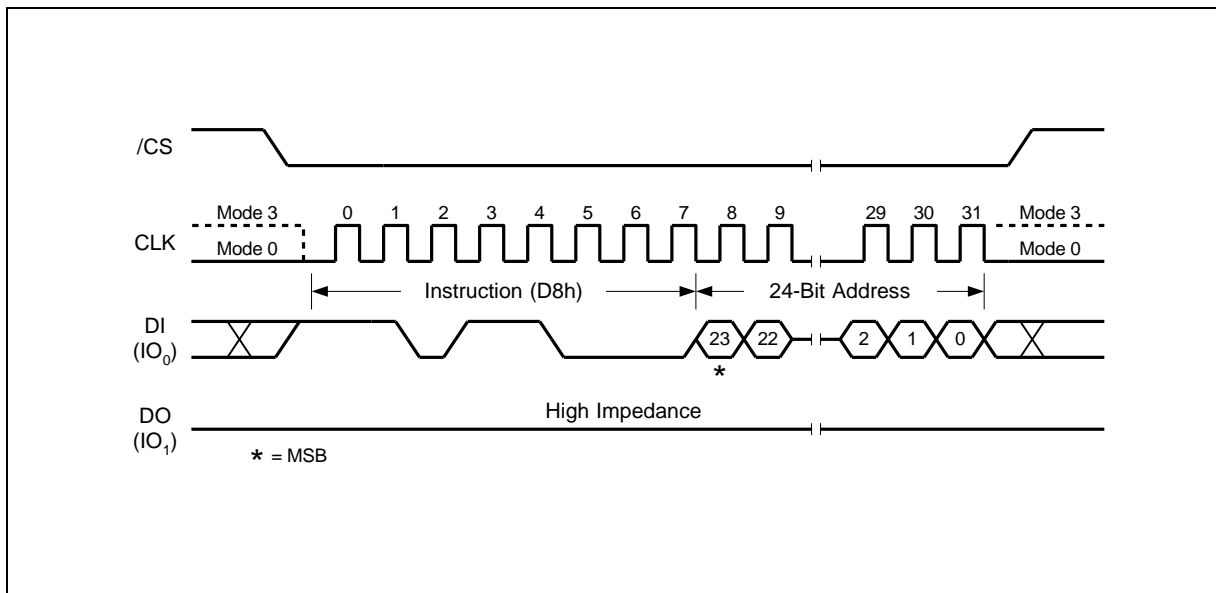 /CS
Mode 3 0 1 2 3 4 5 6 7 8 9 29 30 31 Mode 3
CLK Mode 0 Mode 0
Instruction (D8h) 24-Bit Address
DI
(IO0) 23 22 2 1 0
*
DO High Impedance
(IO1)
* = MSB